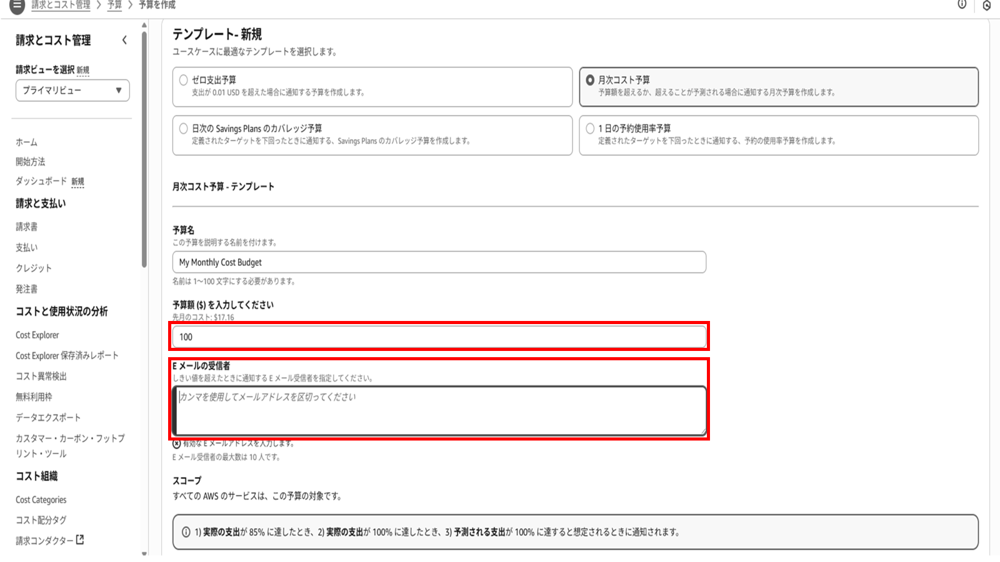 請求とコスト管理 > 予算 > 予算を作成
請求とコスト管理
請求ビューを選択 新規
プライマリビュー
ホーム
開始方法
ダッシュボード 新規
請求と支払い
請求書
支払い
クレジット
発注書
コストと使用状況の分析
Cost Explorer
Cost Explorer 保存済みレポート
コスト異常検出
無料利用枠
データエクスポート
カスタマー・カーボン・フットプ
リント・ツール
コスト組織
Cost Categories
コスト配分タグ
請求コンダクター
テンプレート- 新規
ユースケースに最適なテンプレートを選択します。
ゼロ支出予算
支出が 0.01 USD を超えた場合に通知する予算を作成します。
月次コスト予算
予算額を超えるか、超えることが予測される場合に通知する月次予算を作成します。
日次の Savings Plans のカバレッジ予算
定義されたターゲットを下回ったときに通知する、Savings Plans のカバレッジ予算を作成します。
1 日の予約使用率予算
定義されたターゲットを下回ったときに通知する、予約の使用率予算を作成します。
月次コスト予算 - テンプレート
予算名
この予算を説明する名前を付けます。
My Monthly Cost Budget
名前は 1～100 文字にする必要があります。
予算額 ($) を入力してください
先月のコスト: $17.16
100
E メールの受信者
しきい値を超えたときに通知する E メール受信者を指定してください。
カンマを使用してメールアドレスを区切ってください
有効な E メールアドレスを入力します。
E メール受信者の最大数は 10 人です。
スコープ
すべての AWS のサービスは、この予算の対象です。
1) 実際の支出が 85% に達したとき、2) 実際の支出が 100% に達したとき、3) 予測される支出が 100% に達すると想定されるときに通知されます。